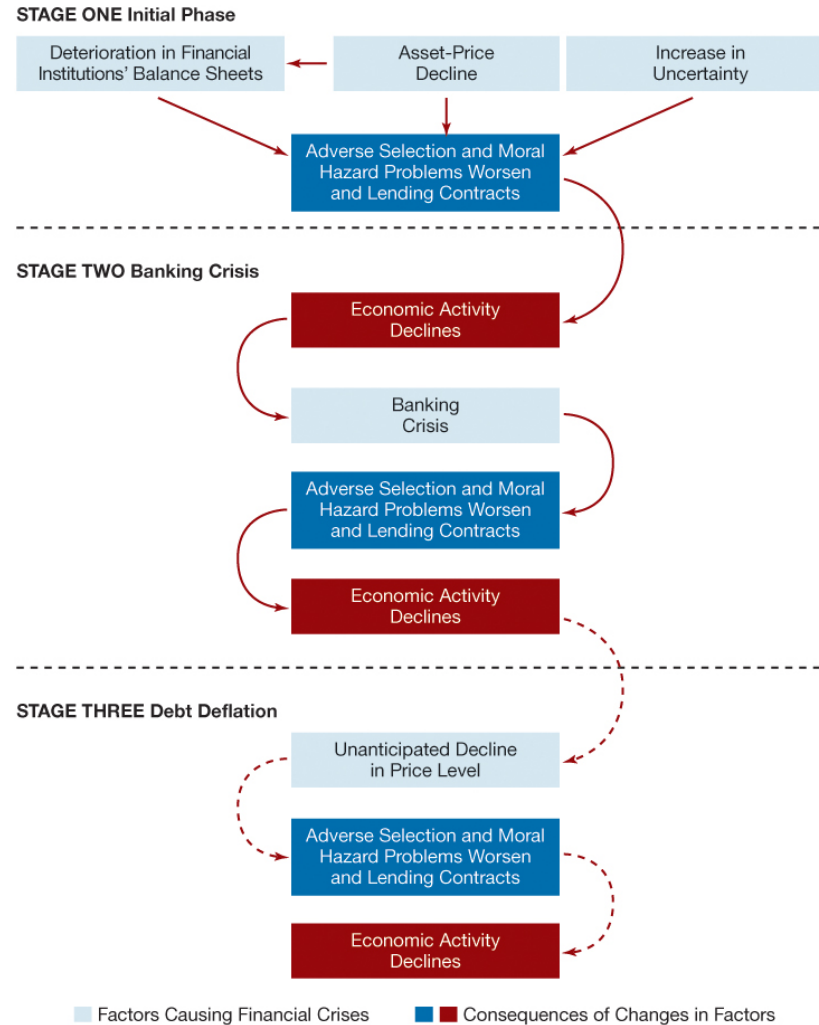 STAGE ONE Initial Phase
Deterioration in Financial
Institutions' Balance Sheets
Asset-Price
Decline
Increase in
Uncertainty
Adverse Selection and Moral
Hazard Problems Worsen
and Lending Contracts
STAGE TWO Banking Crisis
Economic Activity
Declines
Banking
Crisis
Adverse Selection and Moral
Hazard Problems Worsen
and Lending Contracts
Economic Activity
Declines
STAGE THREE Debt Deflation
Unanticipated Decline
in Price Level
Adverse Selection and Moral
Hazard Problems Worsen
and Lending Contracts
Economic Activity
Declines
Factors Causing Financial Crises
Consequences of Changes in Factors